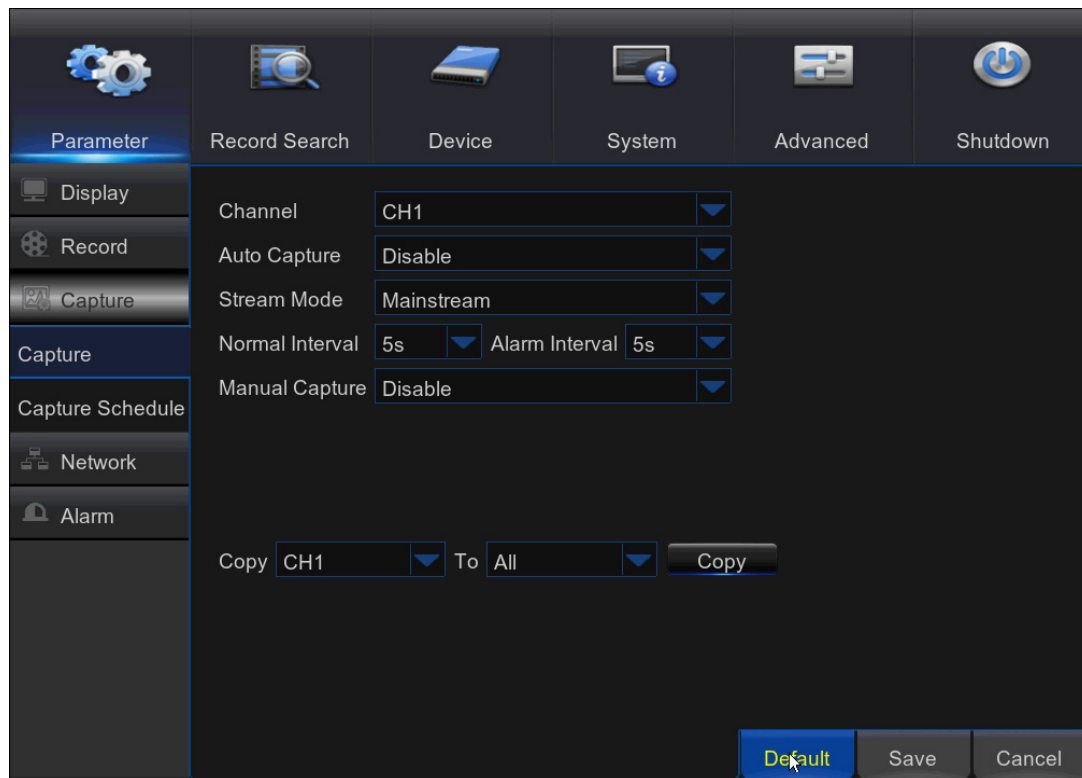 Parameter Record Search Device System Advanced Shutdown
Display
Record
Capture
Capture
Capture Schedule
Network
Alarm
Channel CH1
Auto Capture Disable
Stream Mode Mainstream
Normal Interval 5s Alarm Interval 5s
Manual Capture Disable
Copy CH1 To All Copy
Default Save Cancel